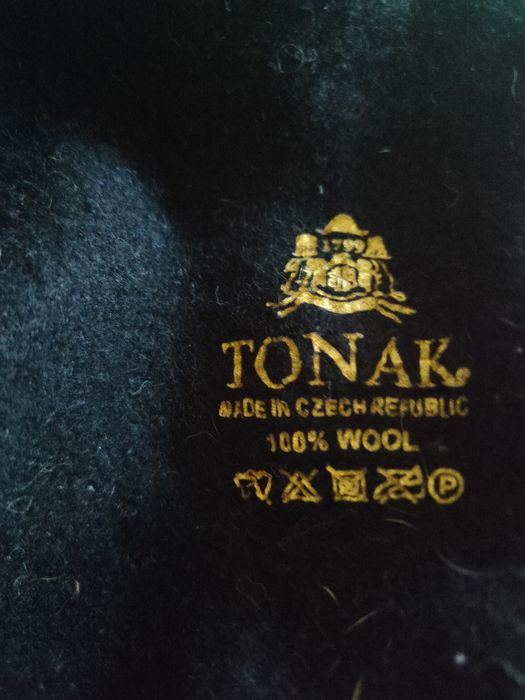 1799
TONAK
MADE IN CZECH REPUBLIC
100% WOOL
P